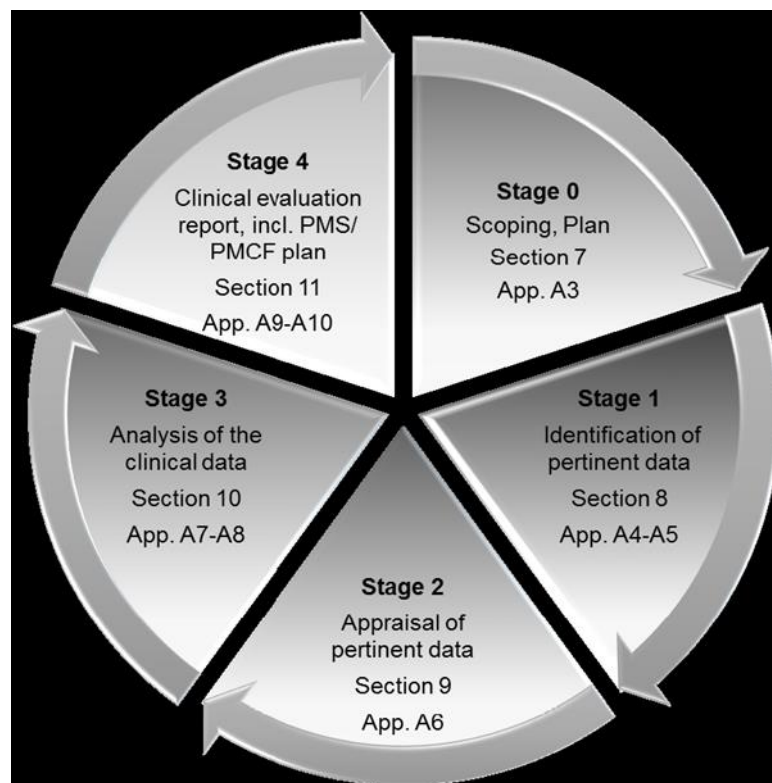 Stage 0
Scoping, Plan
Section 7
App. A3
Stage 1
Identification of
pertinent data
Section 8
App. A4-A5
Stage 2
Appraisal of
pertinent data
Section 9
App. A6
Stage 3
Analysis of the
clinical data
Section 10
App. A7-A8
Stage 4
Clinical evaluation
report, incl. PMS/
PMCF plan
Section 11
App. A9-A10